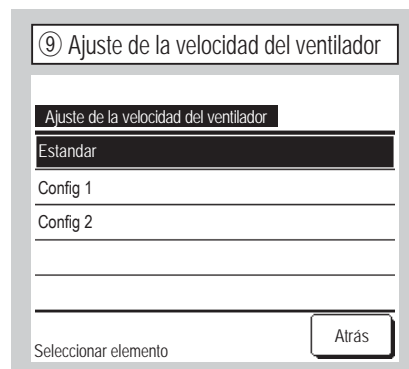 ⑨ Ajuste de la velocidad del ventilador
Ajuste de la velocidad del ventilador
Estandar
Config 1
Config 2
Atrás
Seleccionar elemento